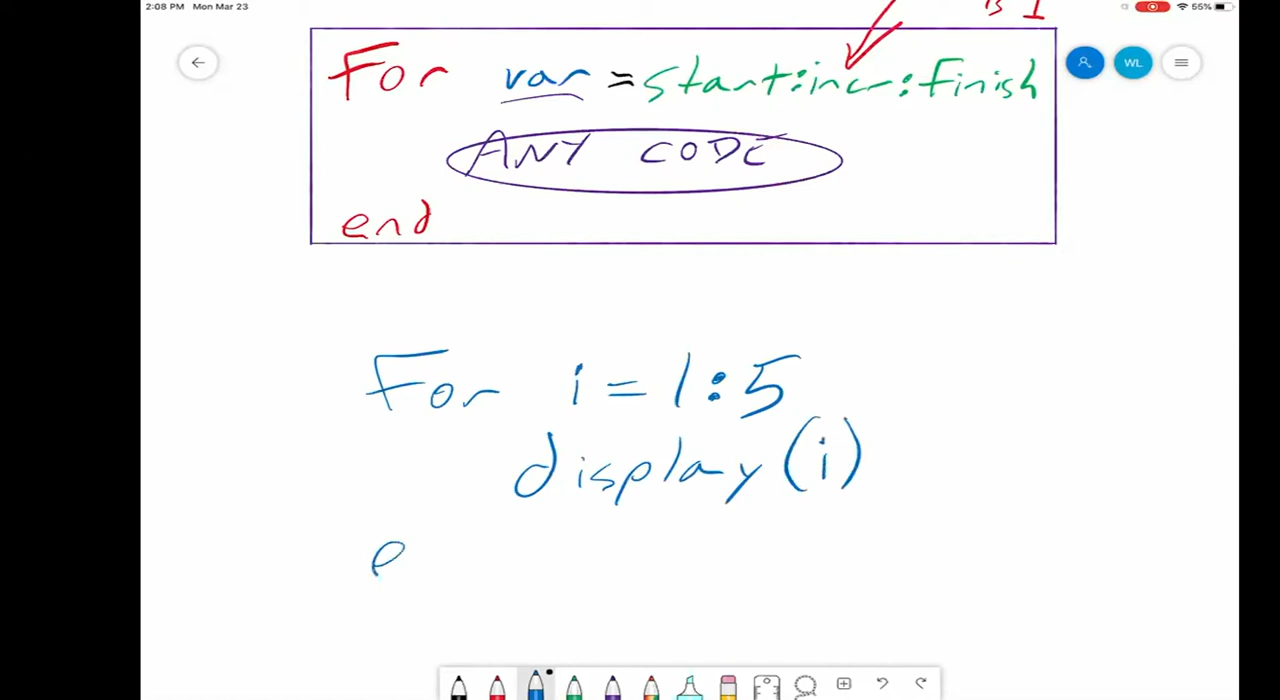 2:08 PM Mon Mar 23
55%
is 1
For var = start:incr:finish
ANY CODE
end
WL
For i = 1:5
display(i)
e